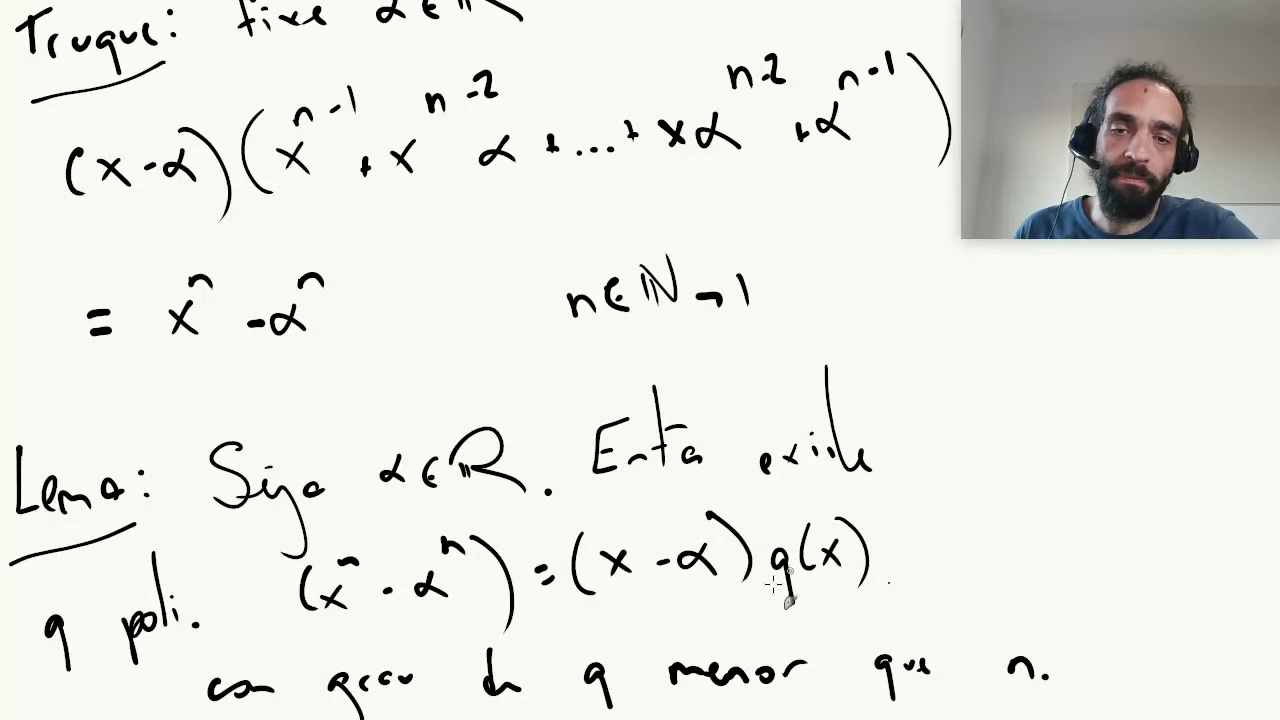 Truque: fixe α ∈ ℝ
(x - α)(x^{n-1} + x^{n-2} α + ... + x α^{n-2} + α^{n-1})
= x^n - α^n n ∈ ℕ → 1
Lema: Seja α ∈ ℝ. Então existe
q poli. (x^n - α^n) = (x - α) q(x)
com grau de q menor que n.